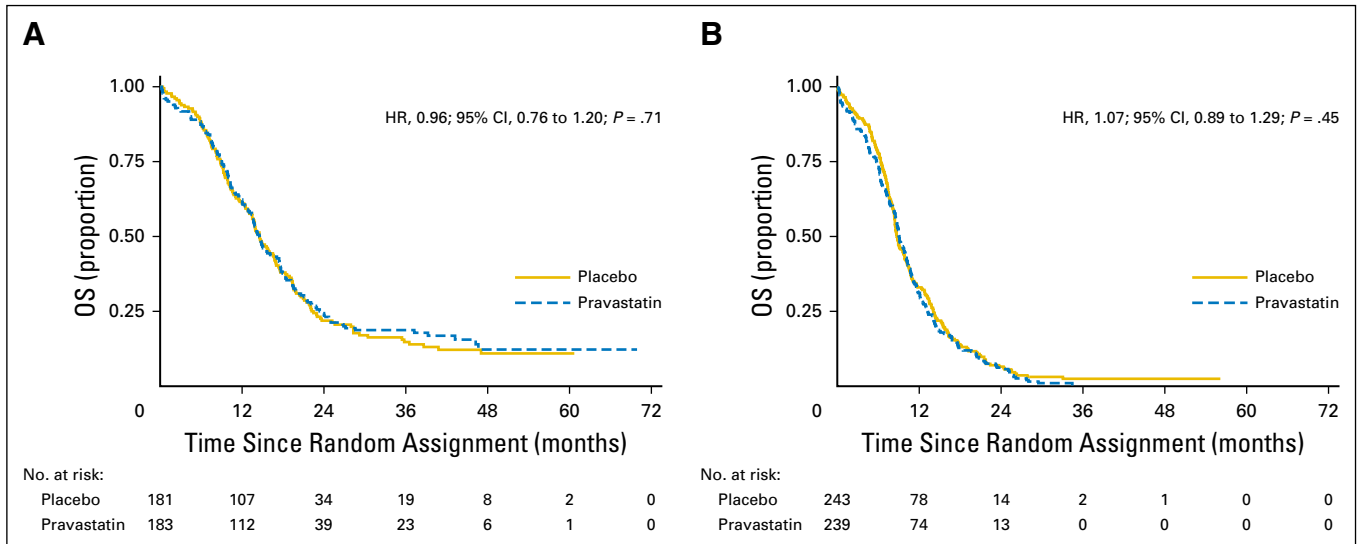 A
1.00
0.75
0.50
0.25
OS (proportion)
HR, 0.96; 95% CI, 0.76 to 1.20; P = .71
Placebo
Pravastatin
0 12 24 36 48 60 72
Time Since Random Assignment (months)
No. at risk:
Placebo 181 107 34 19 8 2 0
Pravastatin 183 112 39 23 6 1 0
B
1.00
0.75
0.50
0.25
OS (proportion)
HR, 1.07; 95% CI, 0.89 to 1.29; P = .45
Placebo
Pravastatin
0 12 24 36 48 60 72
Time Since Random Assignment (months)
No. at risk:
Placebo 243 78 14 2 1 0 0
Pravastatin 239 74 13 0 0 0 0